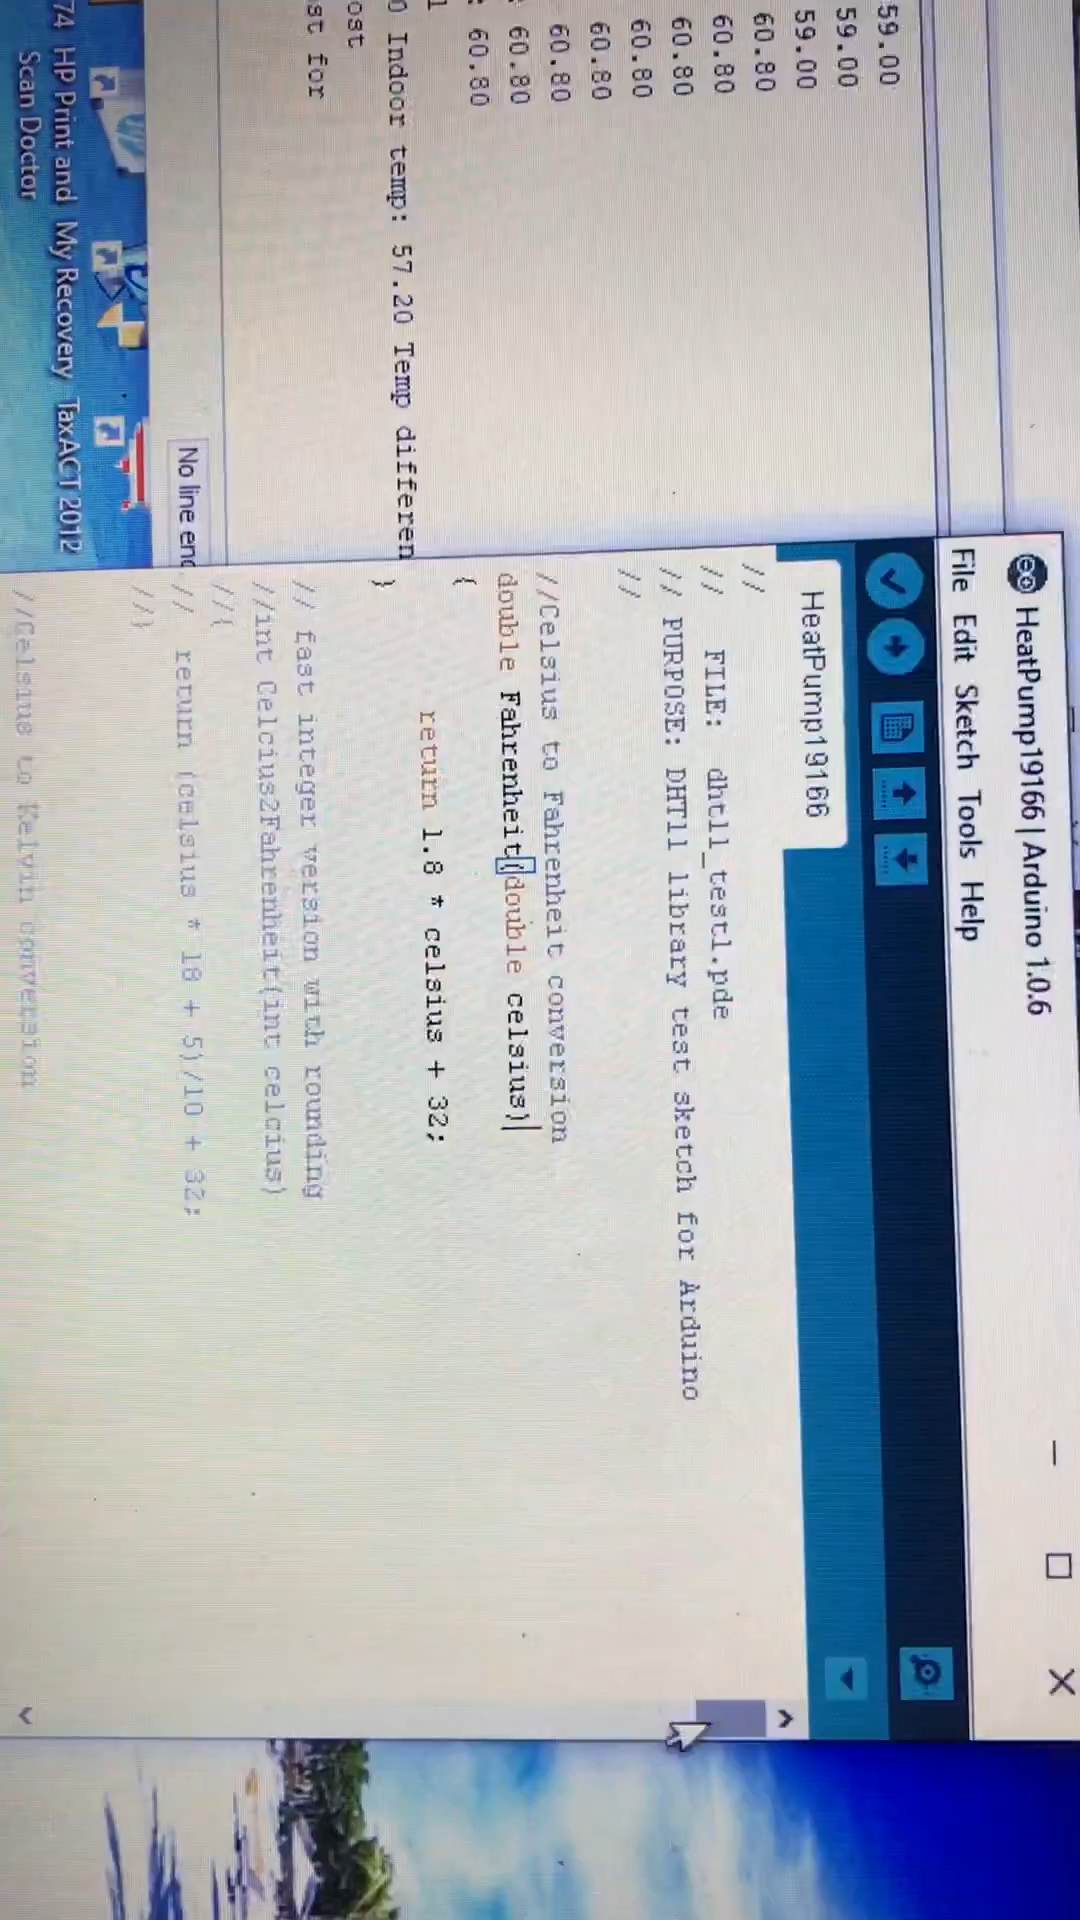 HeatPump19166 | Arduino 1.0.6
File Edit Sketch Tools Help
HeatPump19166
//
//   FILE:  dht11_test1.pde
// PURPOSE: DHT11 library test sketch for Arduino
//
//Celsius to Fahrenheit conversion
double Fahrenheit(double celsius)
{
return 1.8 * celsius + 32;
}
// fast integer version with rounding
//int Celcius2Fahrenheit(int celcius)
//{
//  return (celsius * 18 + 5)/10 + 32;
//}
//Celsius to Kelvin conversion
59.00
59.00
59.00
60.80
60.80
60.80
60.80
60.80
60.80
: 60.80
: 60.80
l
0 Indoor temp: 57.20 Temp differen
ost
st for
No line end
74 HP Print and My Recovery TaxACT 2012
Scan Doctor